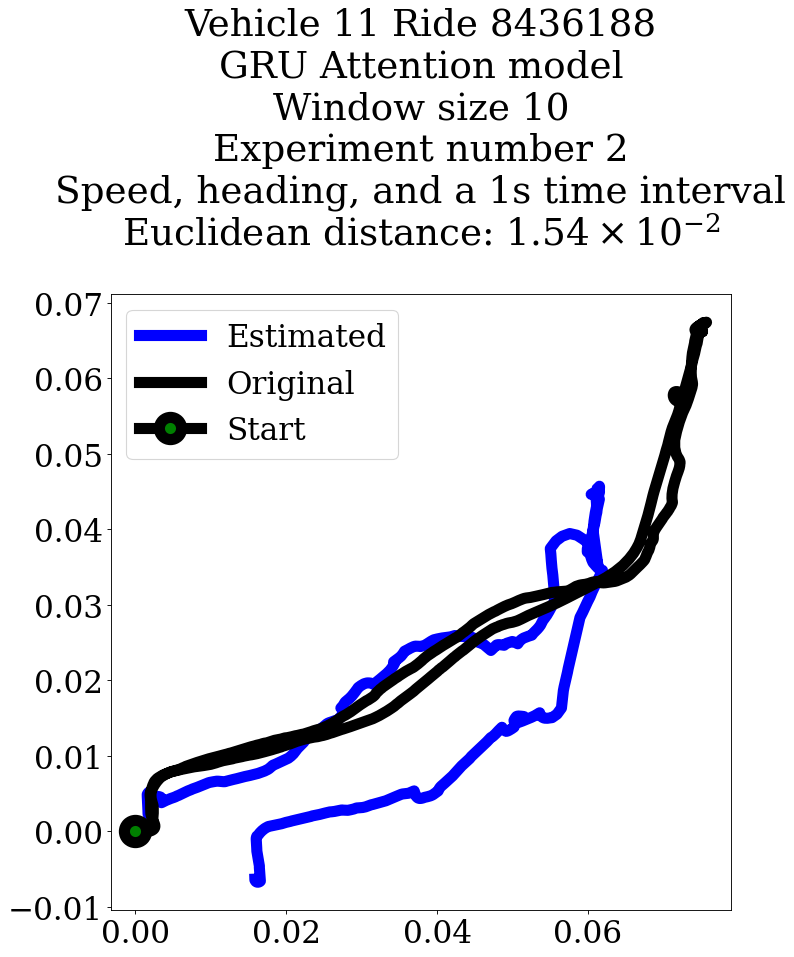 Vehicle 11 Ride 8436188
GRU Attention model
Window size 10
Experiment number 2
Speed, heading, and a 1s time interval
Euclidean distance: 1.54 × 10⁻²
Estimated
Original
Start
0.07
0.06
0.05
0.04
0.03
0.02
0.01
0.00
−0.01
0.00 0.02 0.04 0.06